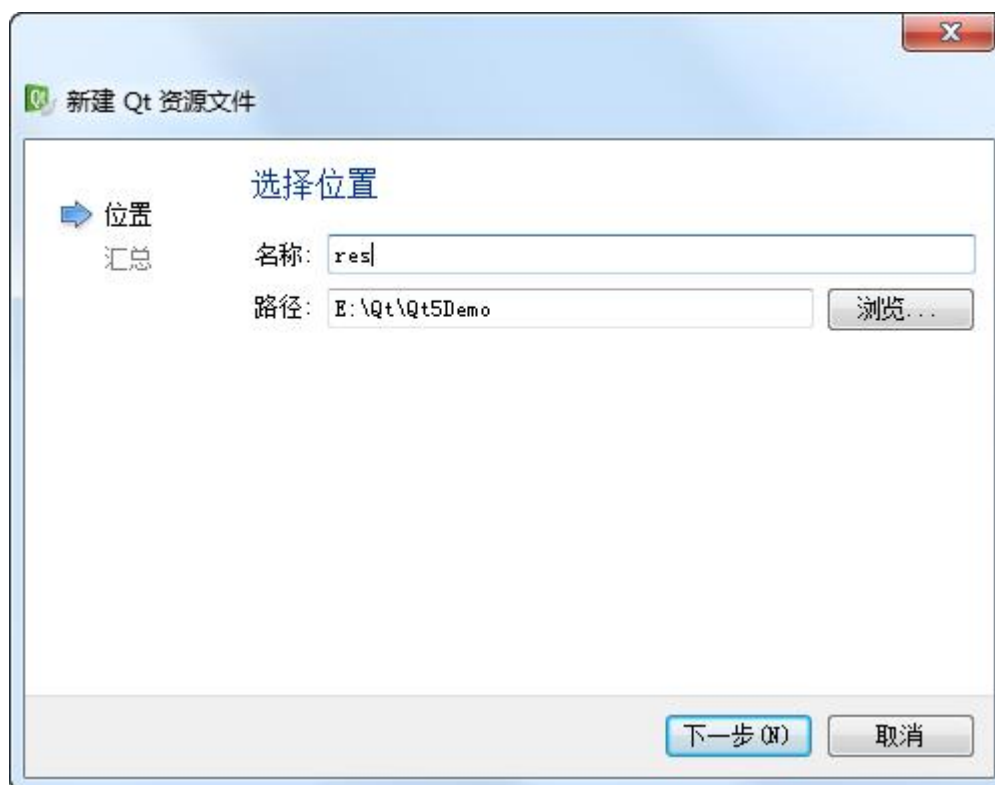 新建 Qt 资源文件
选择位置
位置
汇总
名称: res
路径: E:\Qt\Qt5Demo 浏览...
下一步(N) 取消